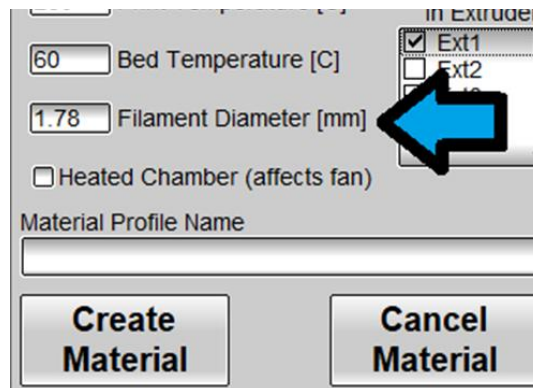 in Extruder
Ext1
60 Bed Temperature [C]
Ext2
1.78 Filament Diameter [mm]
Heated Chamber (affects fan)
Material Profile Name
Create Material
Cancel Material